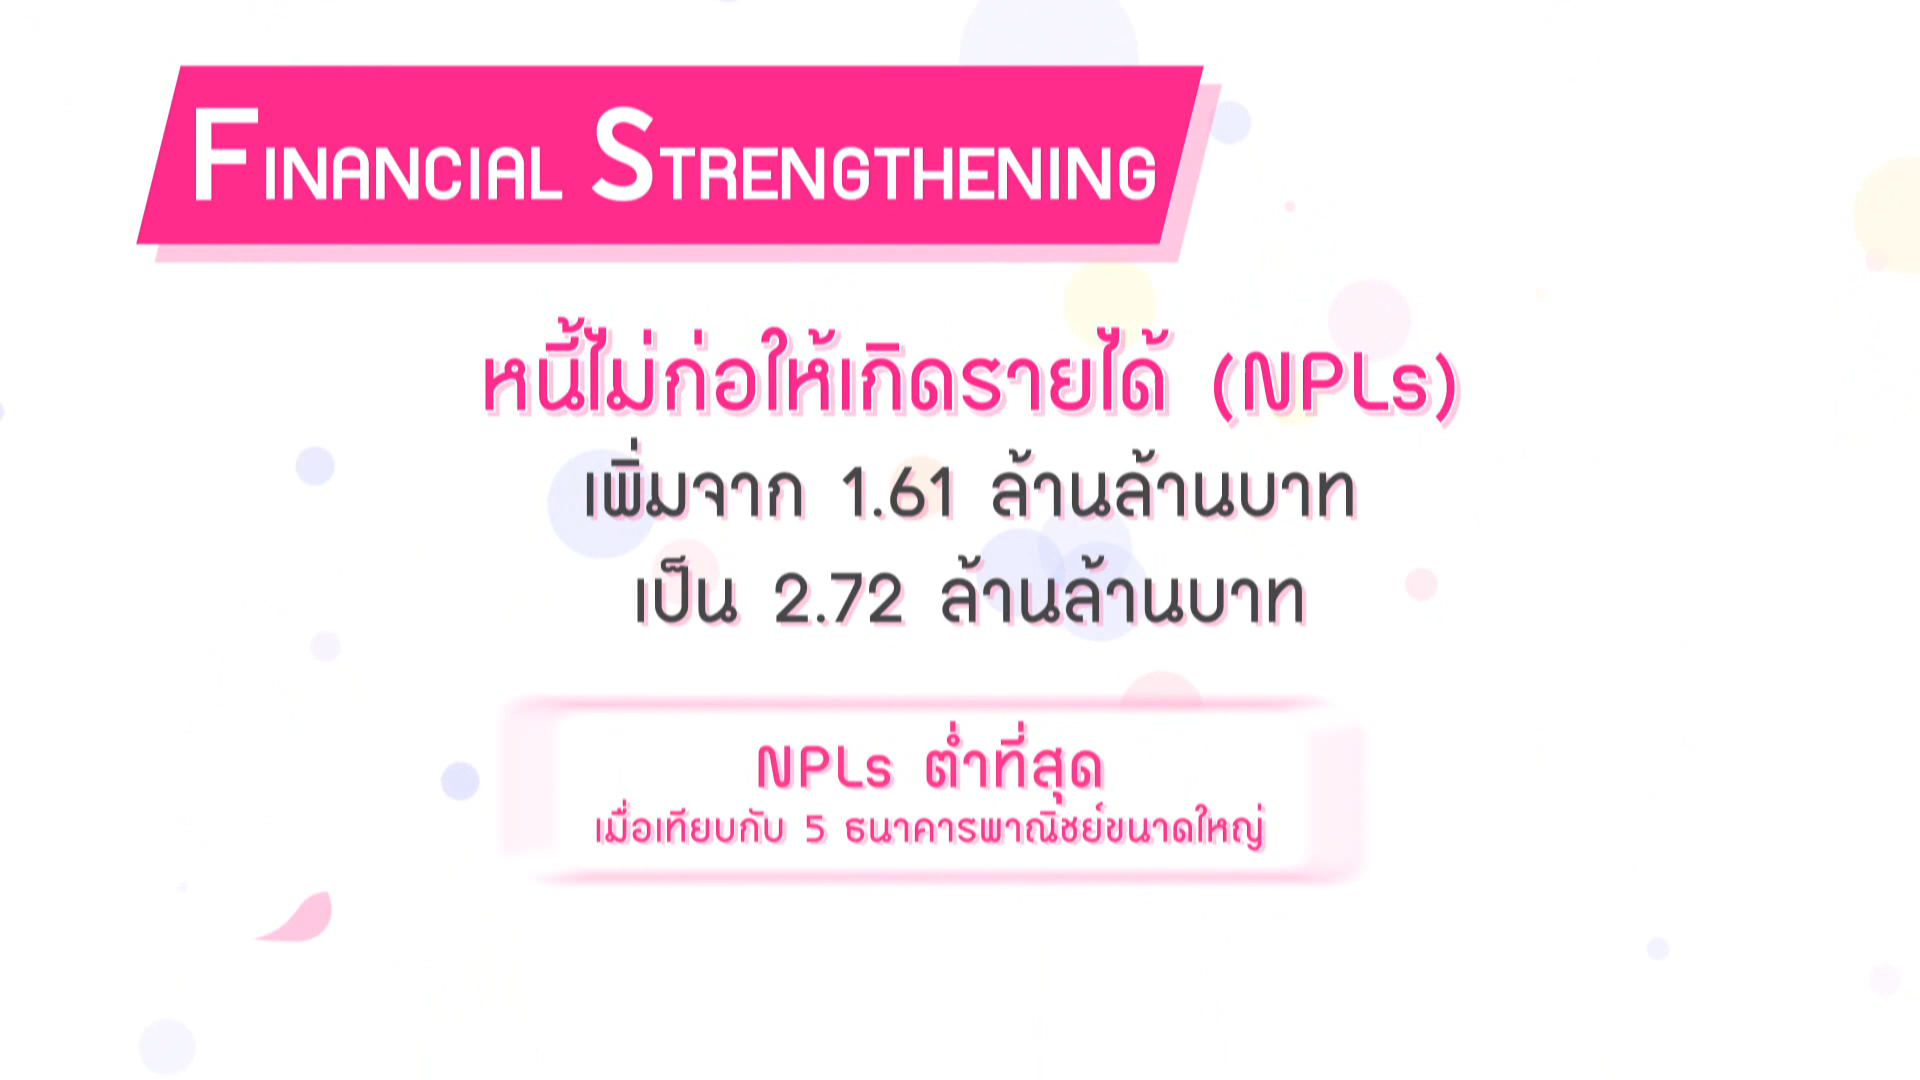 FINANCIAL STRENGTHENING
หนี้ไม่ก่อให้เกิดรายได้ (NPLs)
เพิ่มจาก 1.61 ล้านล้านบาท
เป็น 2.72 ล้านล้านบาท
NPLs ต่ำที่สุด
เมื่อเทียบกับ 5 ธนาคารพาณิชย์ขนาดใหญ่